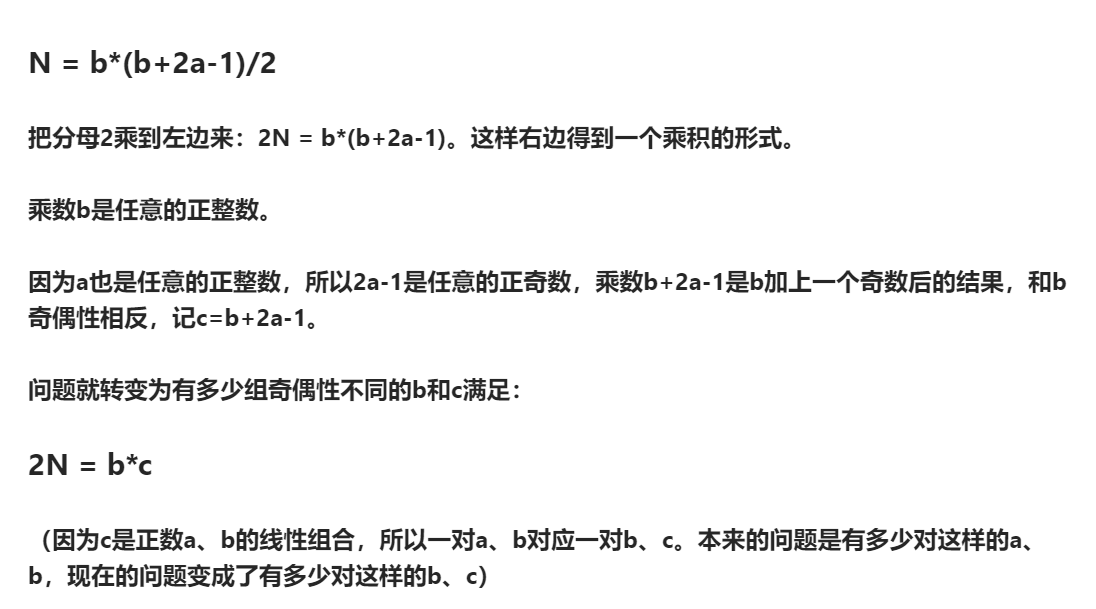 N = b*(b+2a-1)/2
把分母2乘到左边来：2N = b*(b+2a-1)。这样右边得到一个乘积的形式。
乘数b是任意的正整数。
因为a也是任意的正整数，所以2a-1是任意的正奇数，乘数b+2a-1是b加上一个奇数后的结果，和b
奇偶性相反，记c=b+2a-1。
问题就转变为有多少组奇偶性不同的b和c满足：
2N = b*c
（因为c是正数a、b的线性组合，所以一对a、b对应一对b、c。本来的问题是有多少对这样的a、
b，现在的问题变成了有多少对这样的b、c）